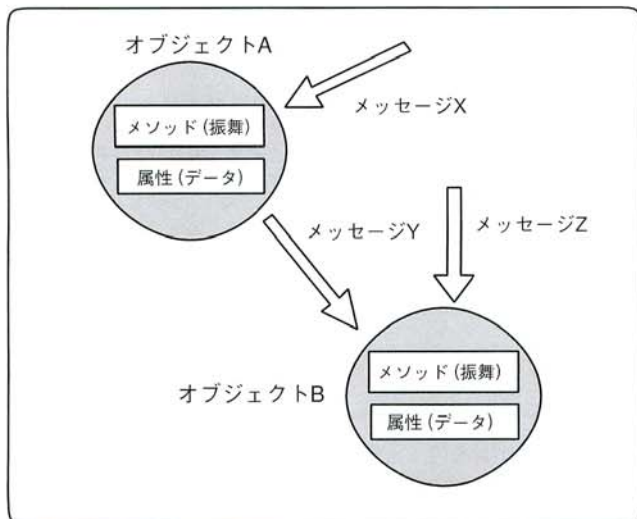 オブジェクトA
メッセージX
メソッド(振舞)
属性(データ)
メッセージY
メッセージZ
オブジェクトB
メソッド(振舞)
属性(データ)